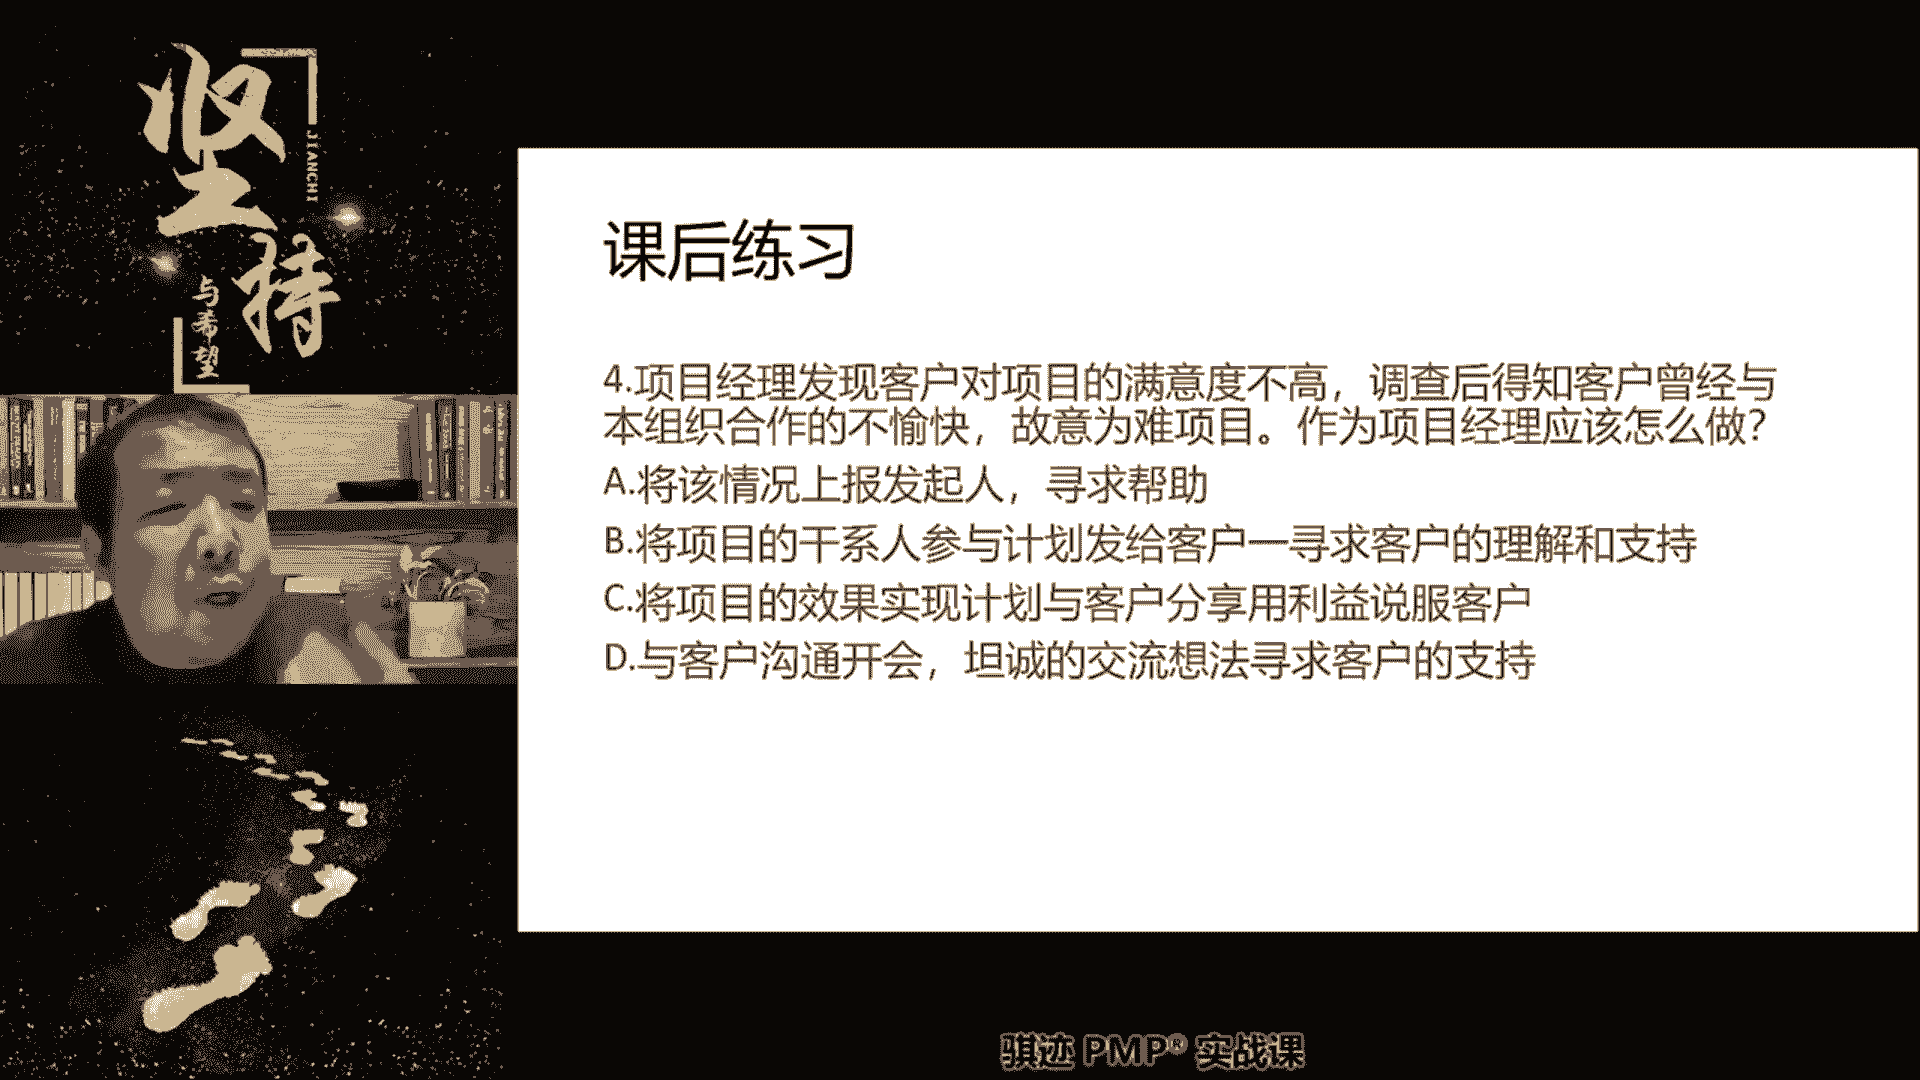 坚持
JIANCHI
与希望
课后练习
4.项目经理发现客户对项目的满意度不高，调查后得知客户曾经与
本组织合作的不愉快，故意为难项目。作为项目经理应该怎么做？
A.将该情况上报发起人，寻求帮助
B.将项目的干系人参与计划发给客户一寻求客户的理解和支持
C.将项目的效果实现计划与客户分享用利益说服客户
D.与客户沟通开会，坦诚的交流想法寻求客户的支持
骐迹 PMP® 实战课